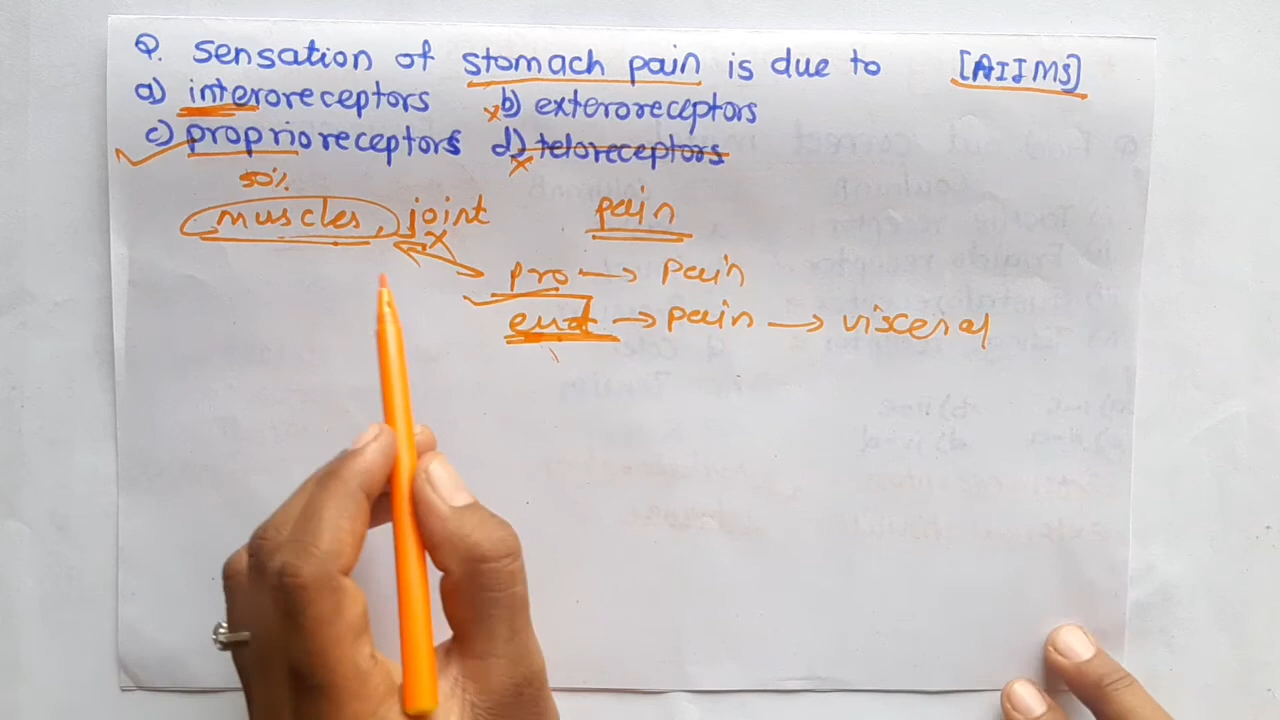 Q. Sensation of stomach pain is due to [AIIMS]
a) interoreceptors b) exteroreceptors
c) proprioreceptors d) teloreceptors
50%
muscles, joint pain
pro → Pain
→ pain → visceral